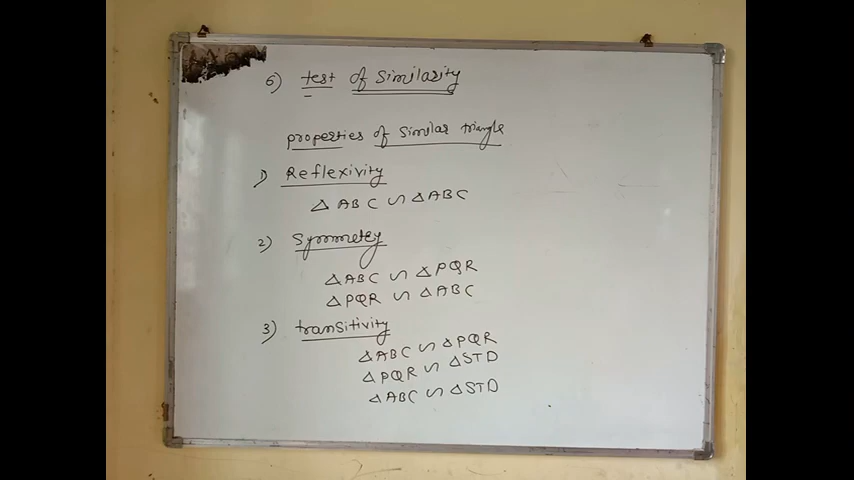 6) test of Similarity
properties of Similar triangle
1) Reflexivity
Δ ABC ∽ Δ ABC
2) Symmetry
Δ ABC ∽ Δ PQR
Δ PQR ∽ Δ ABC
3) transitivity
Δ ABC ∽ Δ PQR
Δ PQR ∽ Δ STD
Δ ABC ∽ Δ STD